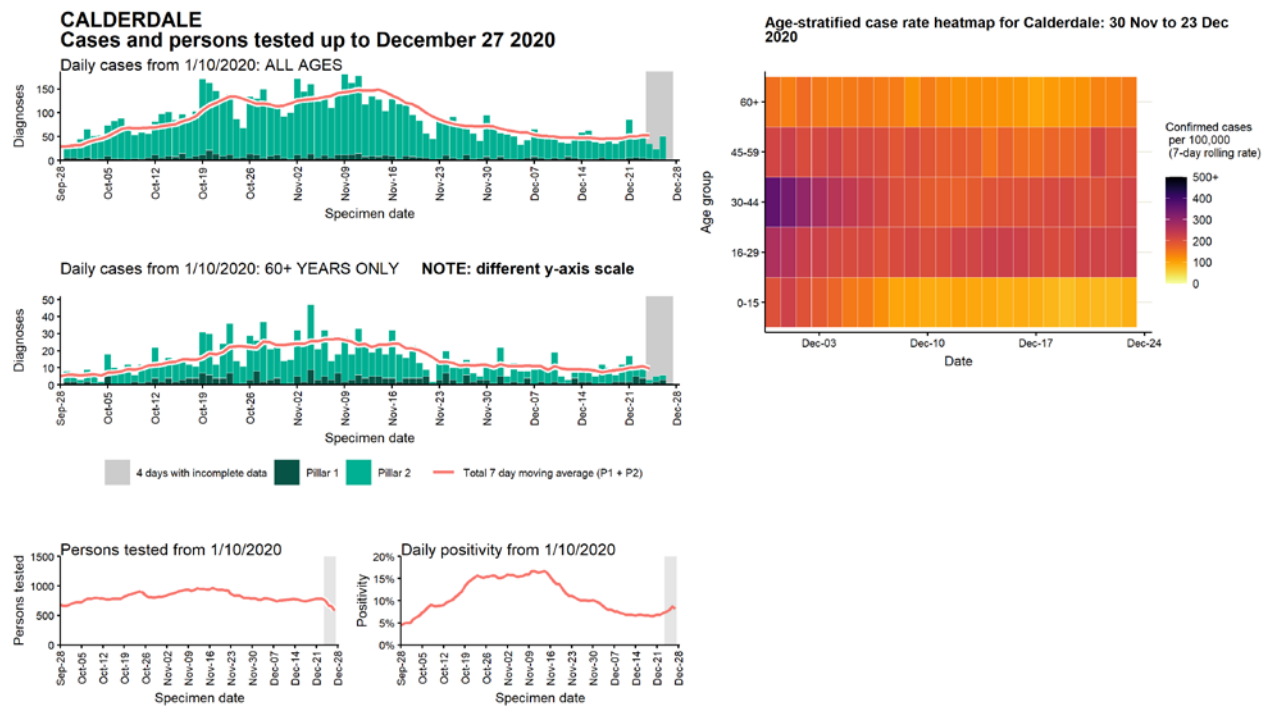 CALDERDALE
Cases and persons tested up to December 27 2020
Daily cases from 1/10/2020: ALL AGES
Diagnoses
150
100
50
0
Sep-28
Oct-05
Oct-12
Oct-19
Oct-26
Nov-02
Nov-09
Nov-16
Nov-23
Nov-30
Dec-07
Dec-14
Dec-21
Dec-28
Specimen date
Daily cases from 1/10/2020: 60+ YEARS ONLY NOTE: different y-axis scale
Diagnoses
50
40
30
20
10
0
Sep-28
Oct-05
Oct-12
Oct-19
Oct-26
Nov-02
Nov-09
Nov-16
Nov-23
Nov-30
Dec-07
Dec-14
Dec-21
Dec-28
Specimen date
4 days with incomplete data Pillar 1 Pillar 2 Total 7 day moving average (P1 + P2)
Persons tested from 1/10/2020
Persons tested
1500
1000
500
0
Sep-28
Oct-05
Oct-12
Oct-19
Oct-26
Nov-02
Nov-09
Nov-16
Nov-23
Nov-30
Dec-07
Dec-14
Dec-21
Dec-28
Specimen date
Daily positivity from 1/10/2020
Positivity
20%
15%
10%
5%
0%
Sep-28
Oct-05
Oct-12
Oct-19
Oct-26
Nov-02
Nov-09
Nov-16
Nov-23
Nov-30
Dec-07
Dec-14
Dec-21
Dec-28
Specimen date
Age-stratified case rate heatmap for Calderdale: 30 Nov to 23 Dec
2020
Age group
60+
45-59
30-44
16-29
0-15
Dec-03
Dec-10
Dec-17
Dec-24
Date
Confirmed cases
per 100,000
(7-day rolling rate)
500+
400
300
200
100
0